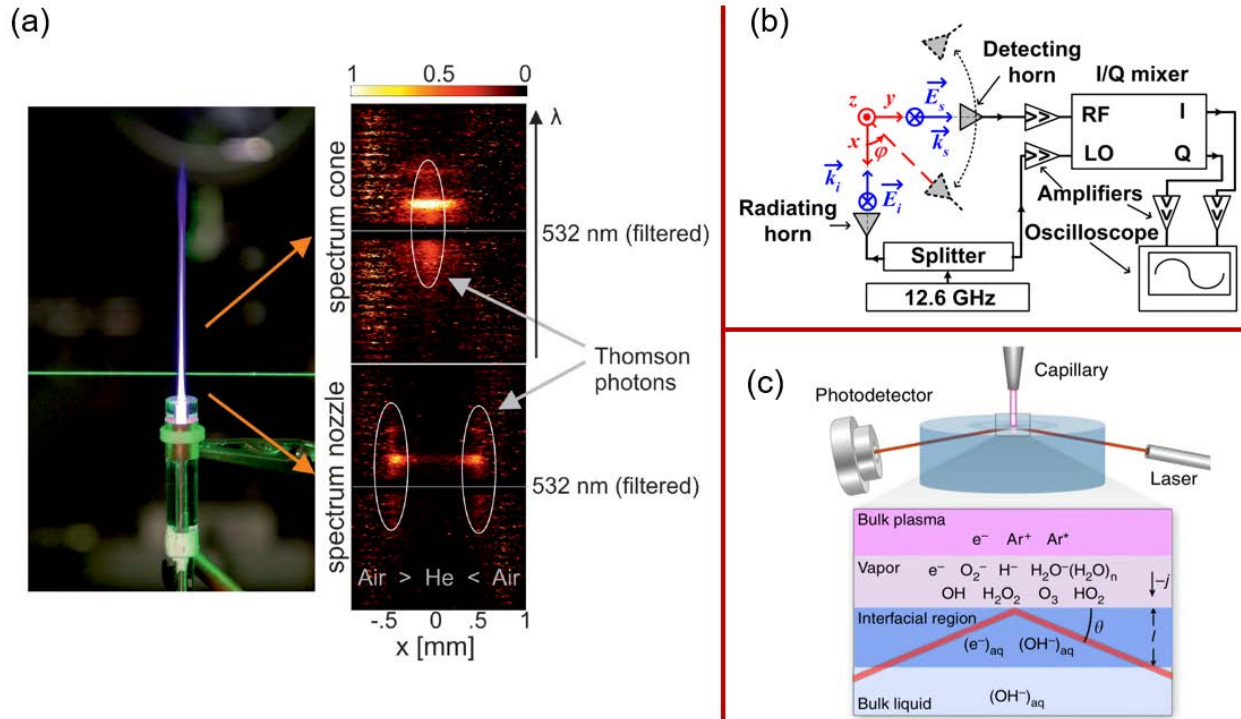 (a)
1
0.5
0
λ
spectrum cone
532 nm (filtered)
Thomson
photons
spectrum nozzle
532 nm (filtered)
Air > He < Air
-.5
0
.5
1
x [mm]
(b)
Detecting
horn
I/Q mixer
z
y
E_s
k_s
x
φ
k_i
E_i
RF
I
LO
Q
Amplifiers
Oscilloscope
Radiating
horn
Splitter
12.6 GHz
(c)
Capillary
Photodetector
Laser
Bulk plasma
e⁻ Ar⁺ Ar*
Vapor
e⁻ O₂⁻ H⁻ H₂O⁻(H₂O)ₙ
OH H₂O₂ O₃ HO₂
–j
Interfacial region
θ
l
(e⁻)aq (OH⁻)aq
(OH⁻)aq
Bulk liquid